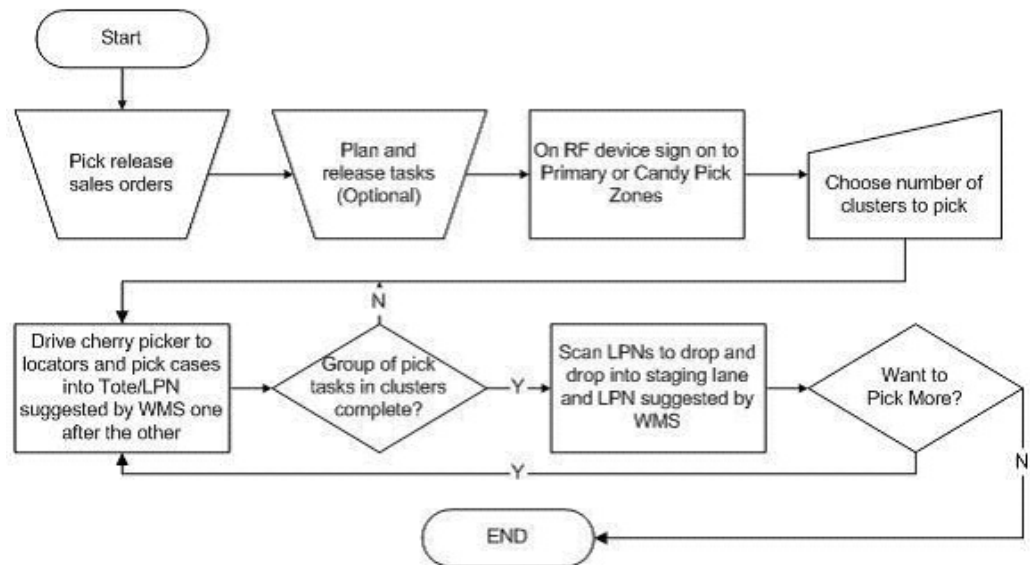 Start
Pick release
sales orders
Plan and
release tasks
(Optional)
On RF device sign on to
Primary or Candy Pick
Zones
Choose number of
clusters to pick
N
Drive cherry picker to
locators and pick cases
into Tote/LPN
suggested by WMS one
after the other
Group of pick
tasks in clusters
complete?
Y
Scan LPNs to drop and
drop into staging lane
and LPN suggested by
WMS
Want to
Pick More?
N
Y
END